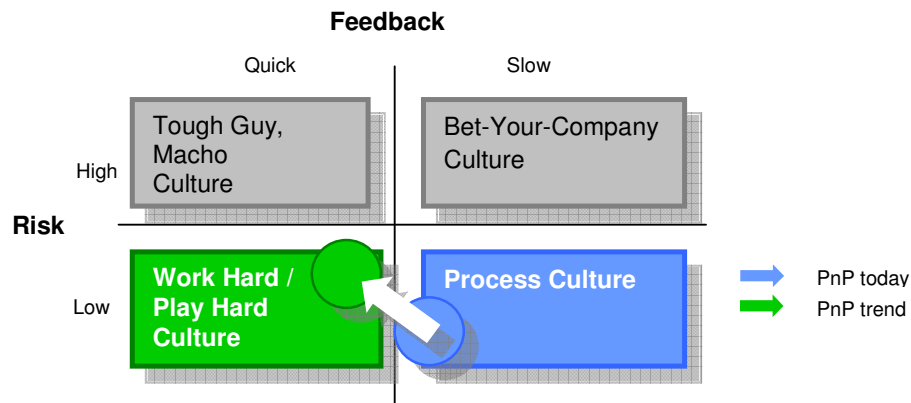 Feedback
Quick
Slow
Tough Guy,
Macho
Culture
Bet-Your-Company
Culture
High
Risk
Low
Work Hard /
Play Hard
Culture
Process Culture
PnP today
PnP trend